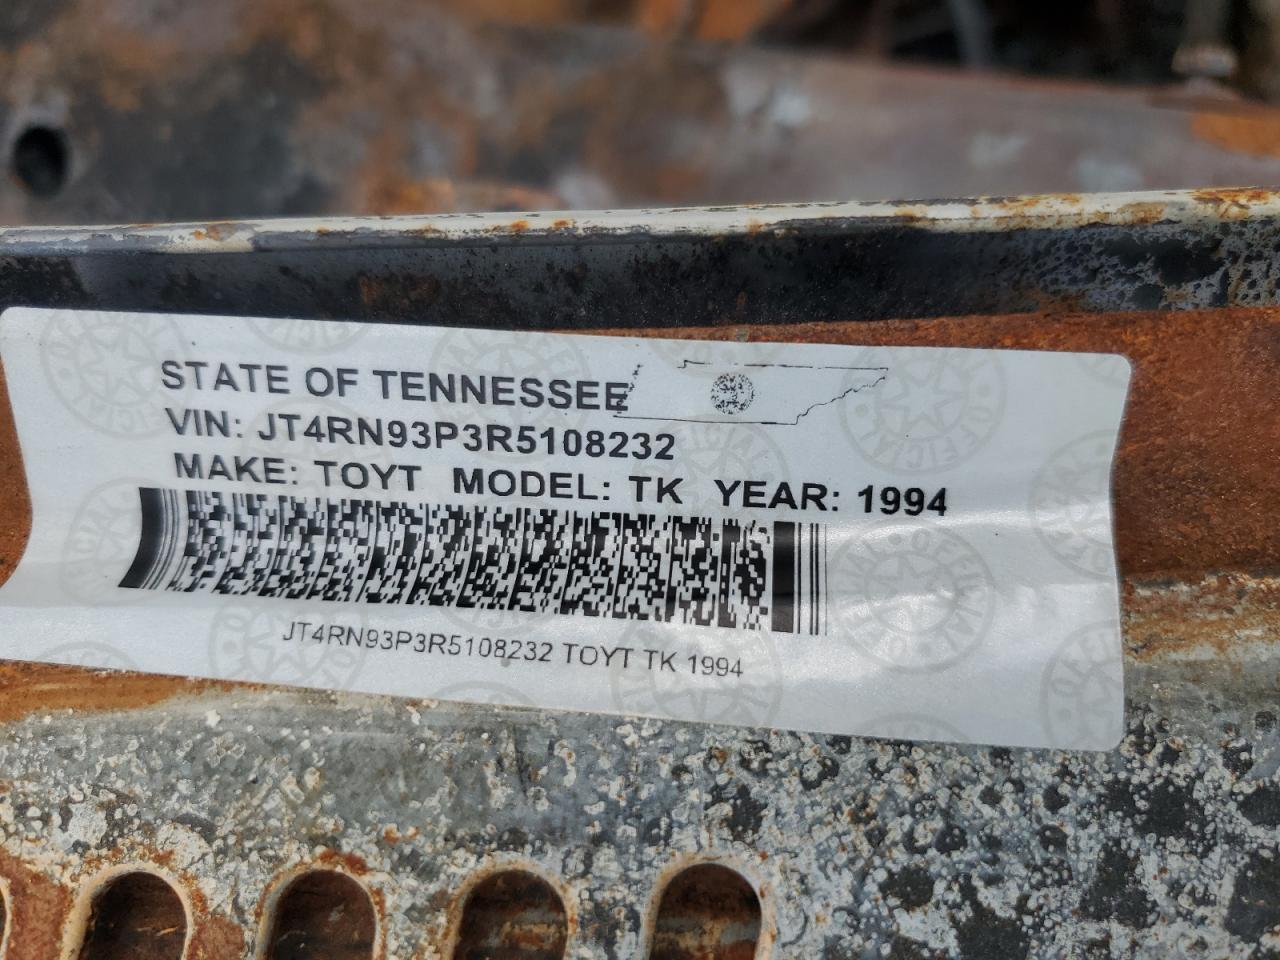 STATE OF TENNESSEE
VIN: JT4RN93P3R5108232
MAKE: TOYT MODEL: TK YEAR: 1994
JT4RN93P3R5108232 TOYT TK 1994